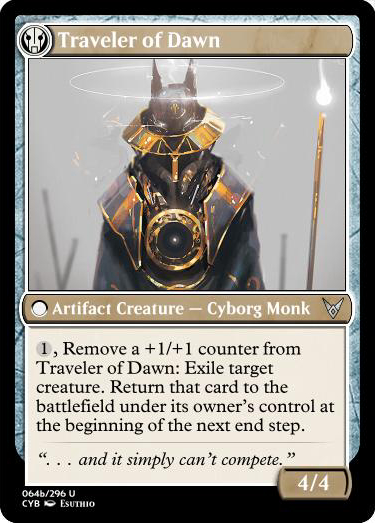 Traveler of Dawn
Artifact Creature — Cyborg Monk
1, Remove a +1/+1 counter from
Traveler of Dawn: Exile target
creature. Return that card to the
battlefield under its owner's control at
the beginning of the next end step.
“. . . and it simply can't compete.”
4/4
064b/296 U
CYB Esuthio